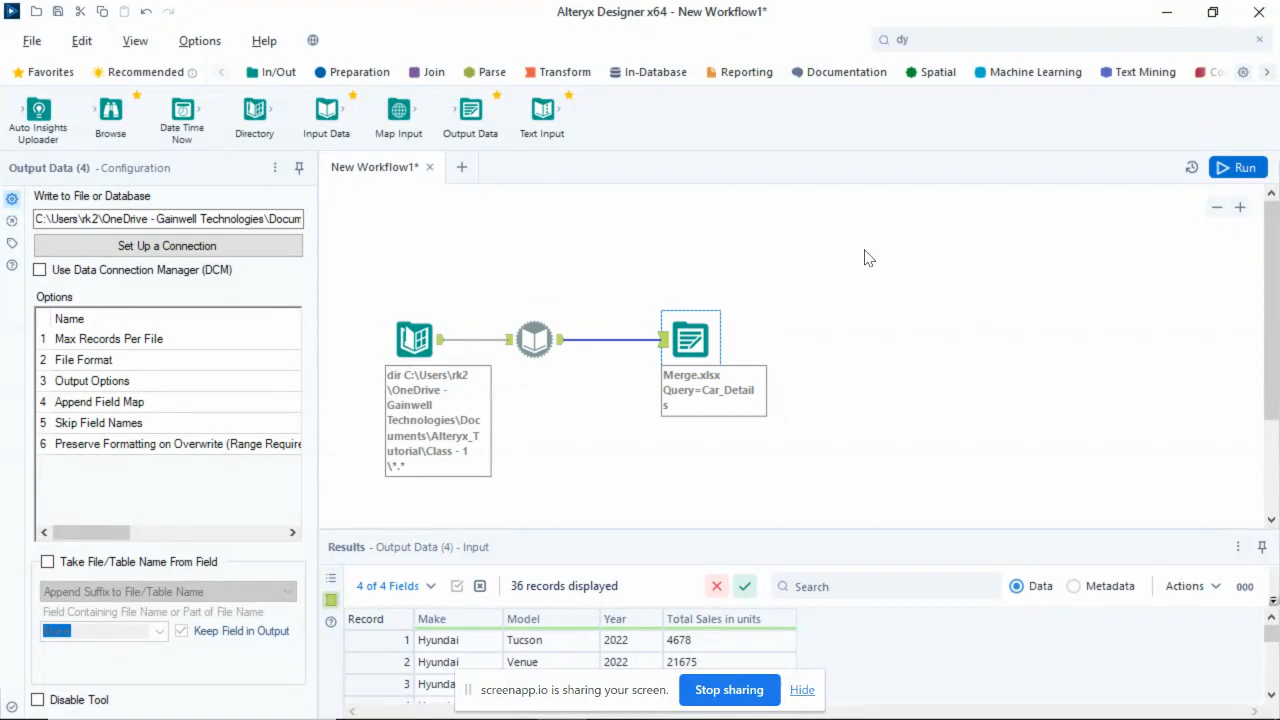 Alteryx Designer x64 - New Workflow1*
File Edit View Options Help
dy
Favorites Recommended In/Out Preparation Join Parse Transform In-Database Reporting Documentation Spatial Machine Learning Text Mining Co
Auto Insights
Uploader
Browse
Date Time
Now
Directory
Input Data
Map Input
Output Data
Text Input
Output Data (4) - Configuration
New Workflow1*
Run
Write to File or Database
C:\Users\rk2\OneDrive - Gainwell Technologies\Docum
Set Up a Connection
Use Data Connection Manager (DCM)
Options
Name
1 Max Records Per File
2 File Format
3 Output Options
4 Append Field Map
5 Skip Field Names
6 Preserve Formatting on Overwrite (Range Require
Take File/Table Name From Field
Append Suffix to File/Table Name
Field Containing File Name or Part of File Name
Keep Field in Output
Disable Tool
dir C:\Users\rk2
\OneDrive -
Gainwell
Technologies\Doc
uments\Alteryx_T
utorial\Class - 1
\*.*
Merge.xlsx
Query=Car_Detail
s
Results - Output Data (4) - Input
4 of 4 Fields 36 records displayed Search Data Metadata Actions 000
Record Make Model Year Total Sales in units
1 Hyundai Tucson 2022 4678
2 Hyundai Venue 2022 21675
3 Hyunda
screenapp.io is sharing your screen. Stop sharing Hide